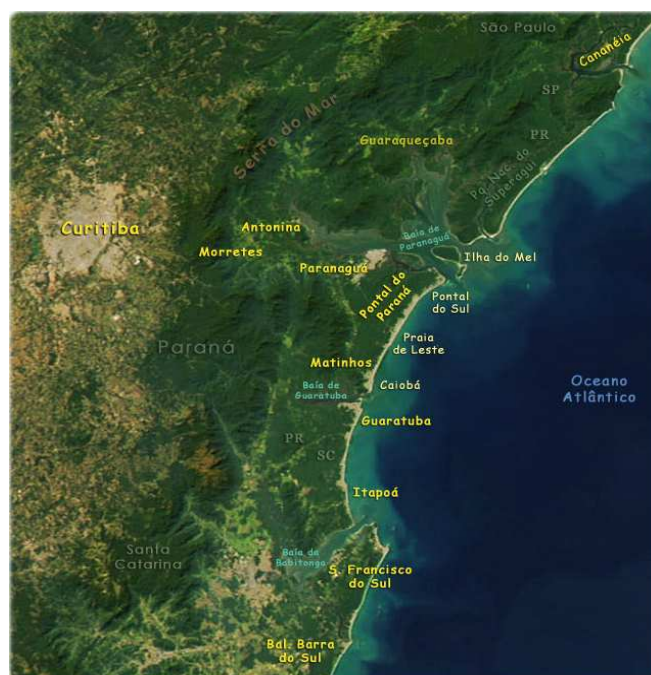 São Paulo
Cananéia
SP
Serra do Mar
PR
Guaraqueçaba
Pq. Nac. do
Superagui
Curitiba
Antonina
Baía de
Paranaguá
Morretes
Ilha do Mel
Paranaguá
Pontal do
Paraná
Pontal
do Sul
Praia
de Leste
Paraná
Matinhos
Baía de
Guaratuba
Caiobá
Oceano
Atlântico
Guaratuba
PR
SC
Itapoá
Santa
Catarina
Baía de
Babitonga
S. Francisco
do Sul
Bal. Barra
do Sul